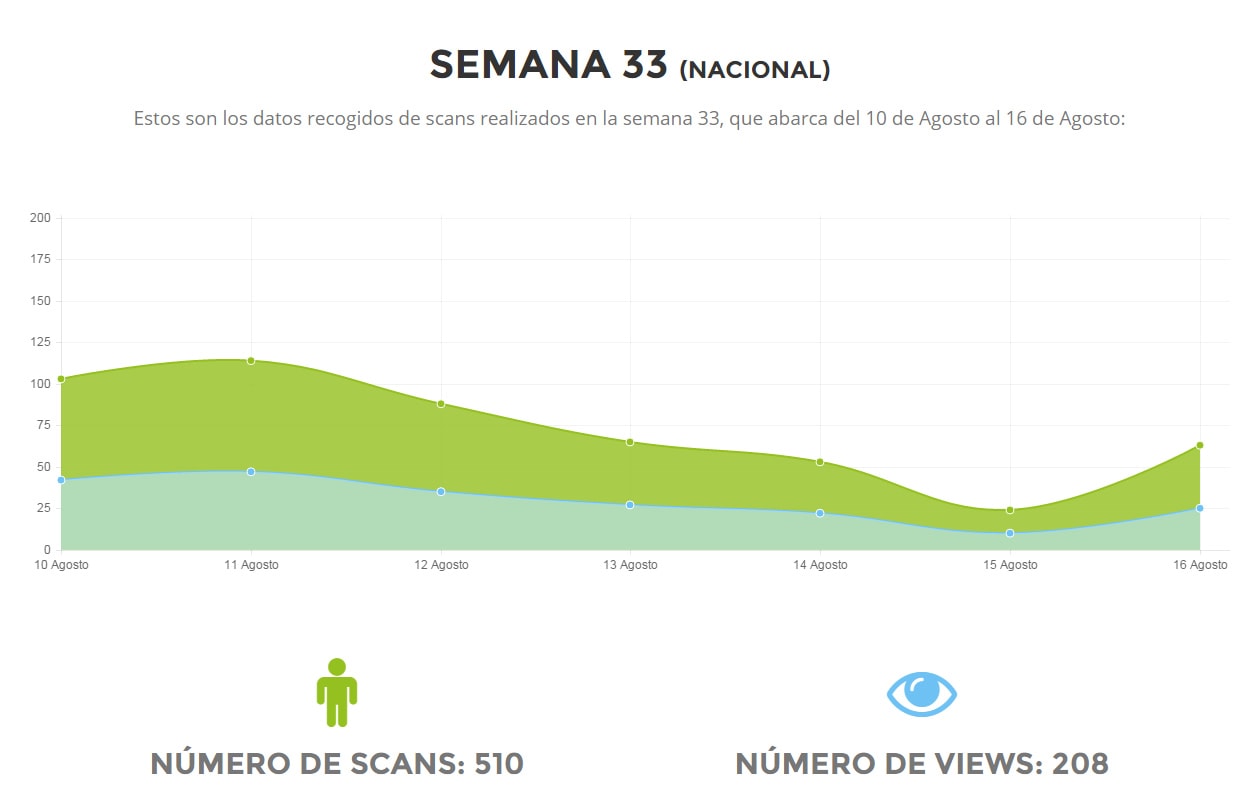 SEMANA 33 (NACIONAL)
Estos son los datos recogidos de scans realizados en la semana 33, que abarca del 10 de Agosto al 16 de Agosto:
200
175
150
125
100
75
50
25
0
10 Agosto 11 Agosto 12 Agosto 13 Agosto 14 Agosto 15 Agosto 16 Agosto
NÚMERO DE SCANS: 510 NÚMERO DE VIEWS: 208